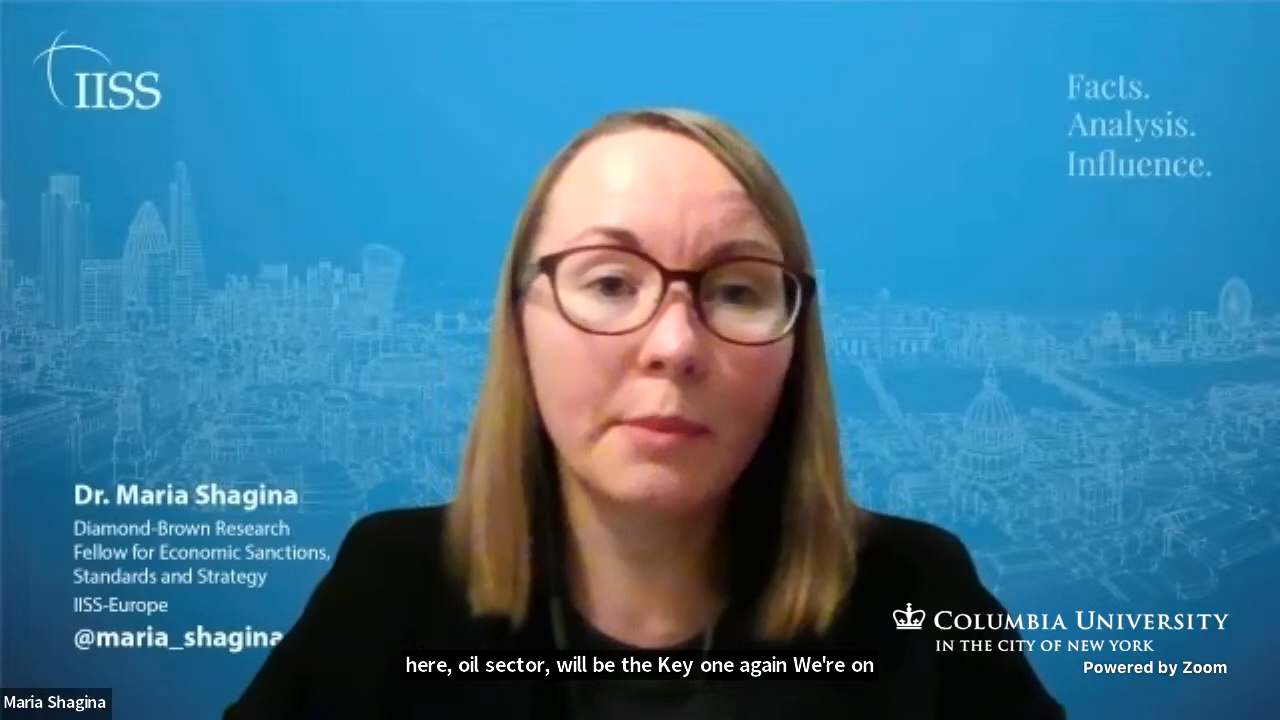 IISS
Facts.
Analysis.
Influence.
Dr. Maria Shagina
Diamond-Brown Research
Fellow for Economic Sanctions,
Standards and Strategy
IISS-Europe
@maria_shagina
COLUMBIA UNIVERSITY
IN THE CITY OF NEW YORK
Powered by Zoom
here, oil sector, will be the Key one again We're on
Maria Shagina